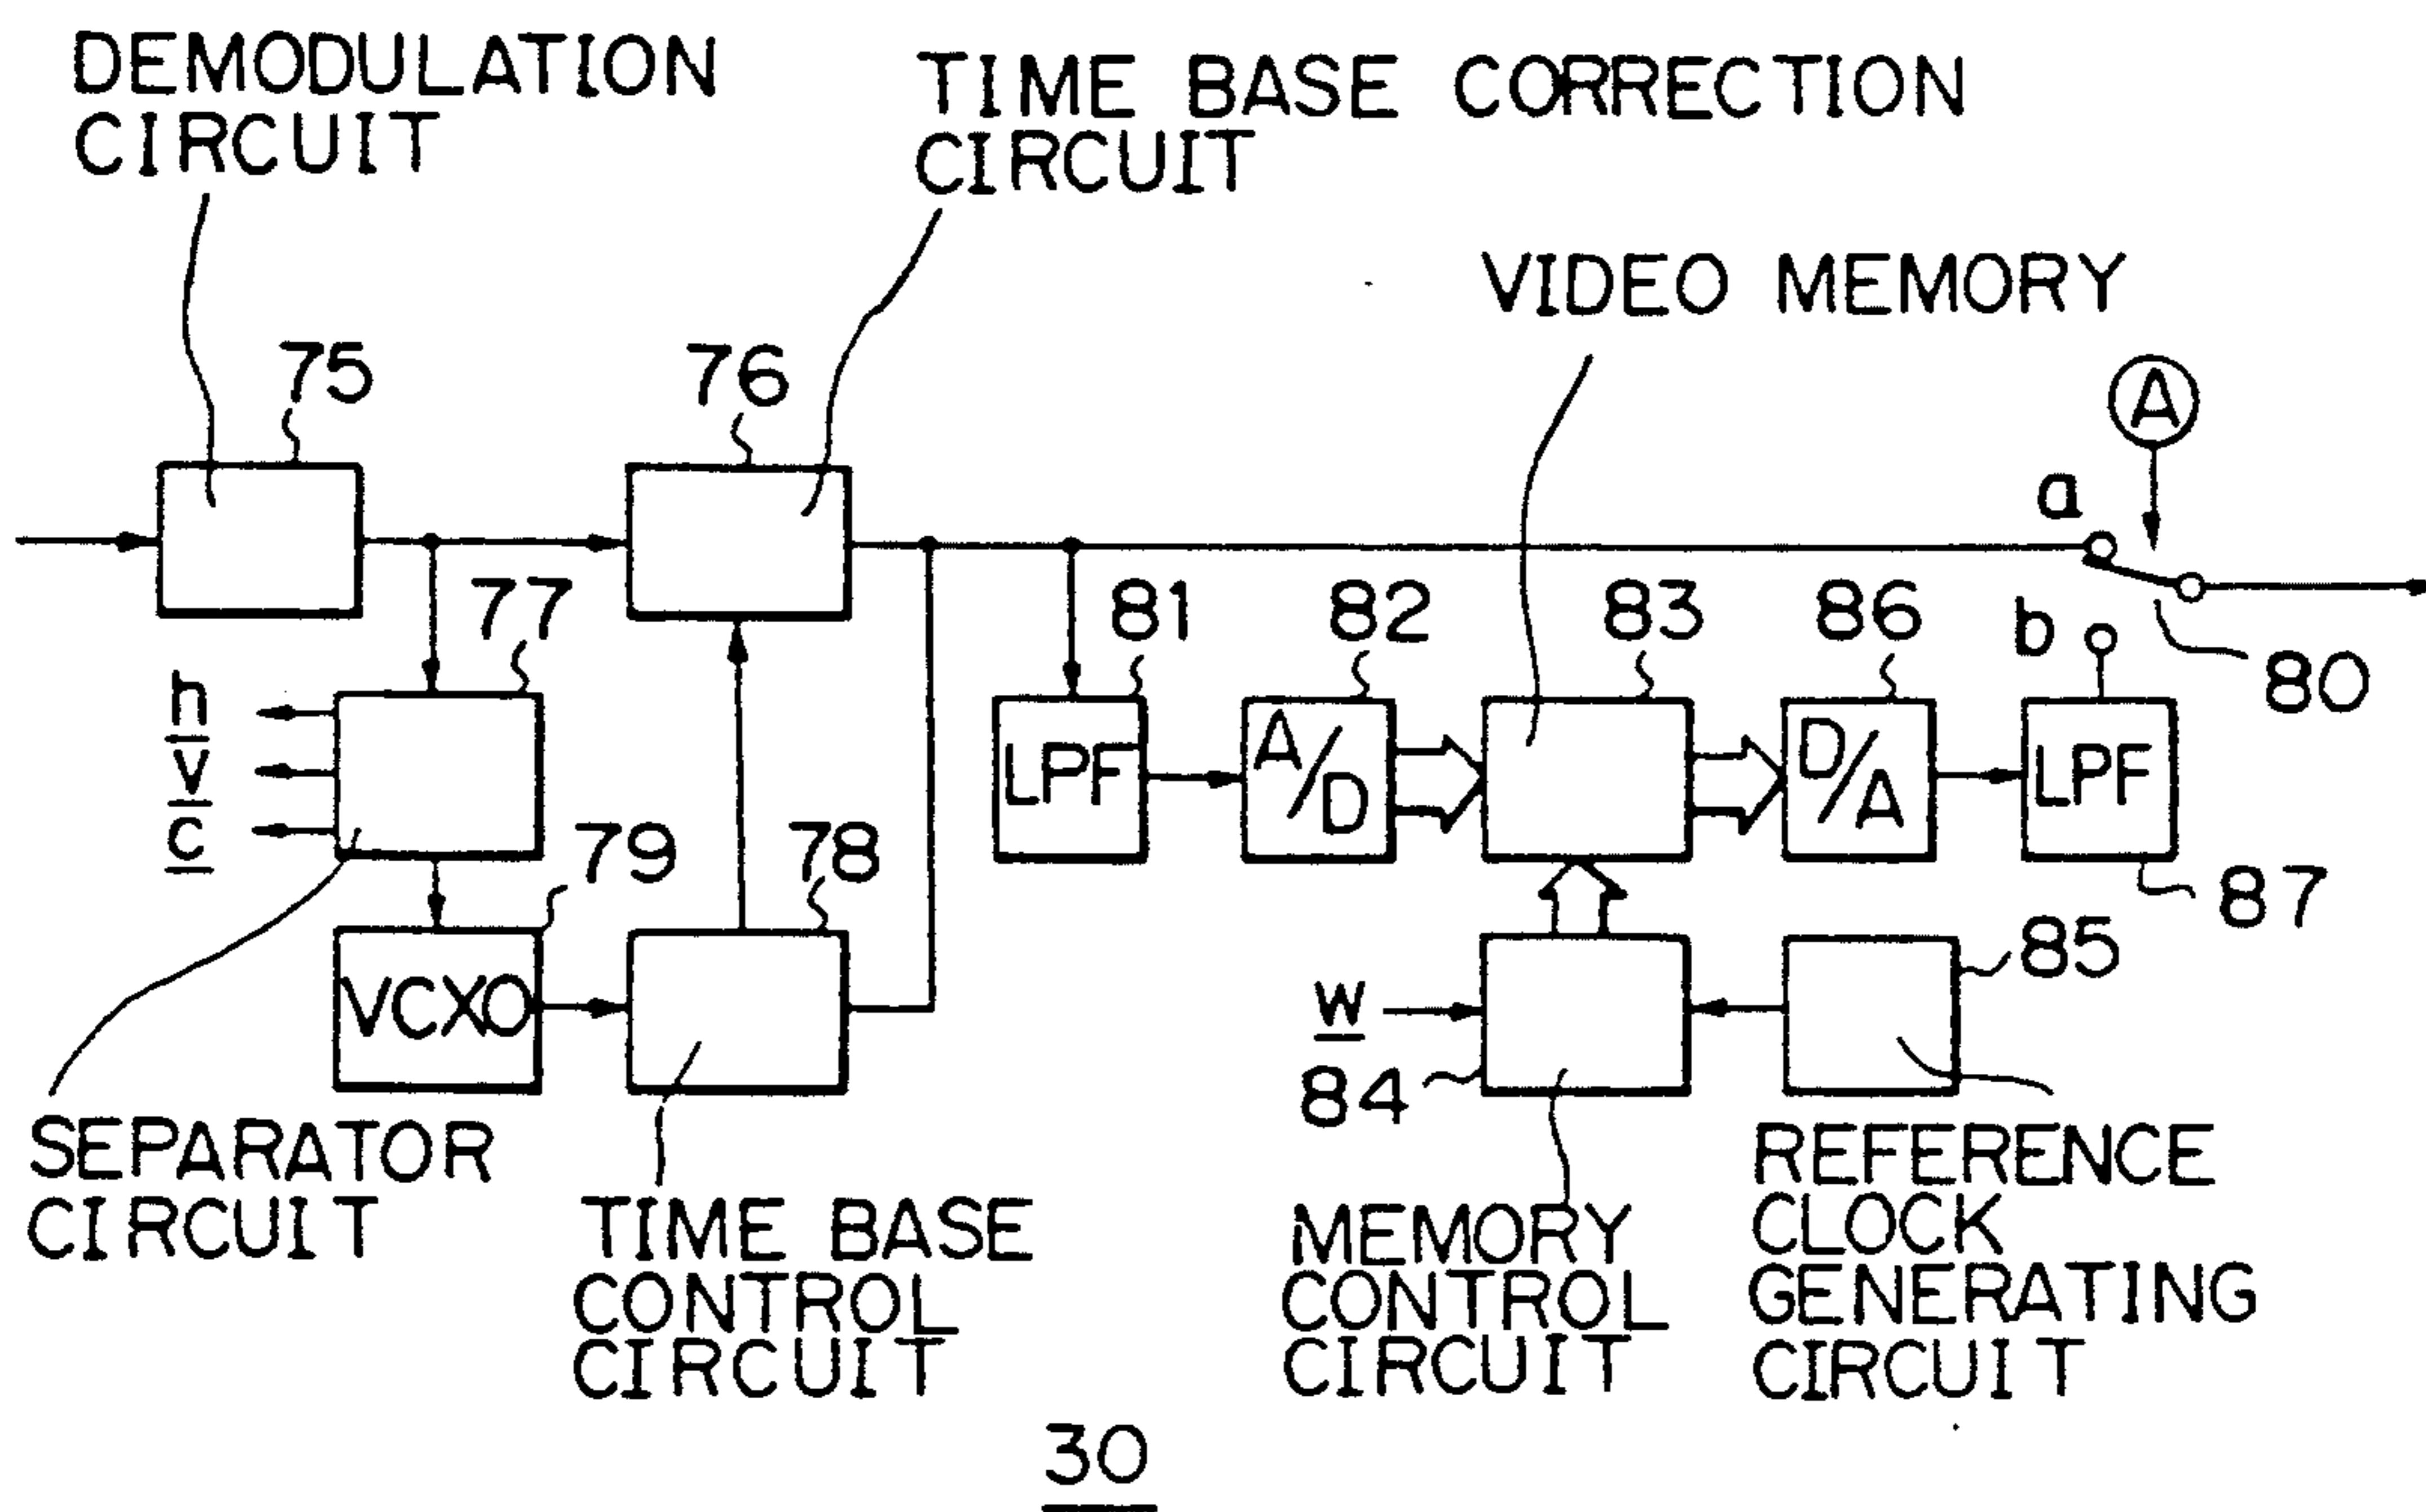 DEMODULATION
CIRCUIT
TIME BASE CORRECTION
CIRCUIT
VIDEO MEMORY
75
76
A
a
77
81
82
83
86
b
80
h
v
c
LPF
A/D
D/A
LPF
79
78
87
VCXO
85
w
84
SEPARATOR
CIRCUIT
TIME BASE
CONTROL
CIRCUIT
MEMORY
CONTROL
CIRCUIT
REFERENCE
CLOCK
GENERATING
CIRCUIT
30